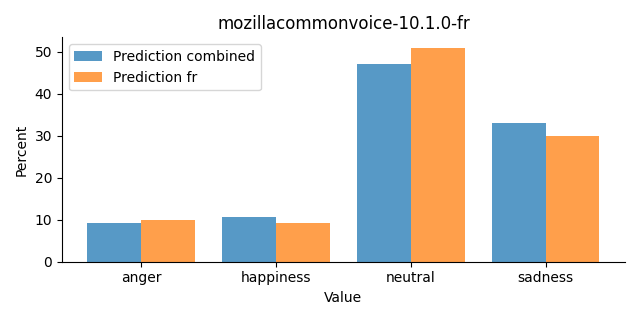 mozillacommonvoice-10.1.0-fr
Prediction combined
Prediction fr
Percent
50
40
30
20
10
0
anger happiness neutral sadness
Value